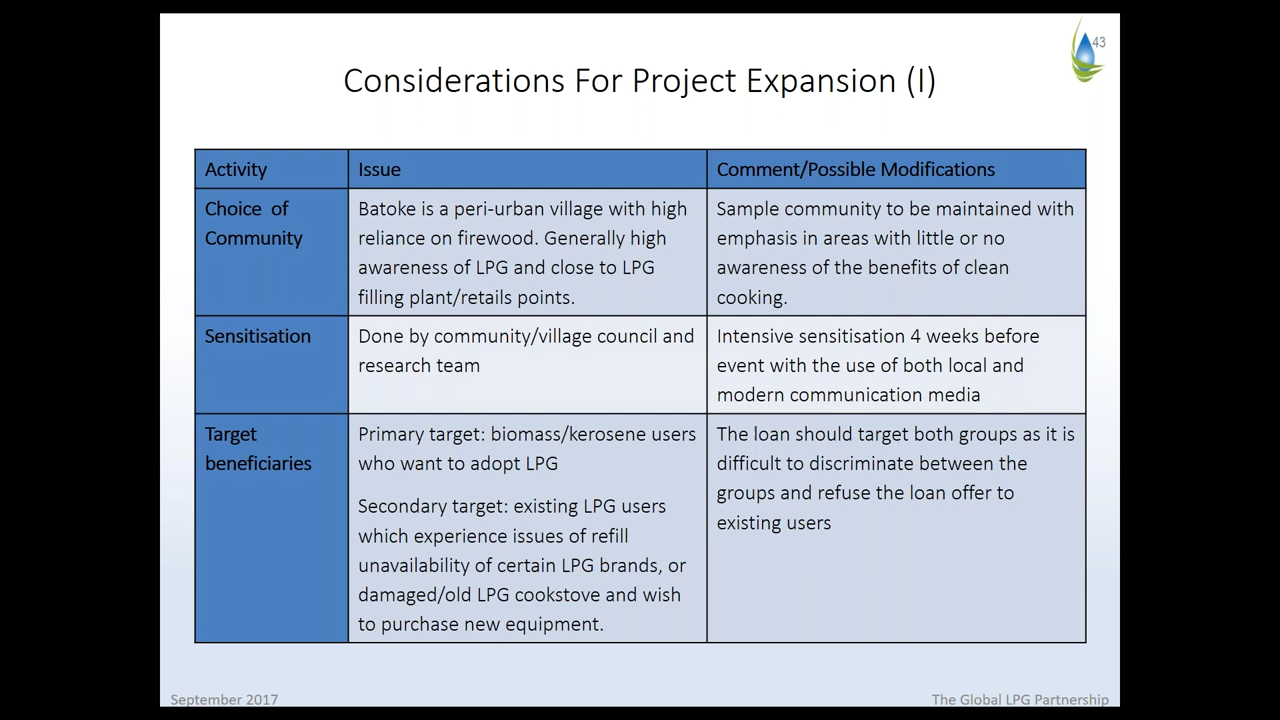 43
Considerations For Project Expansion (I)
Activity
Issue
Comment/Possible Modifications
Choice of
Community
Batoke is a peri-urban village with high
reliance on firewood. Generally high
awareness of LPG and close to LPG
filling plant/retails points.
Sample community to be maintained with
emphasis in areas with little or no
awareness of the benefits of clean
cooking.
Sensitisation
Done by community/village council and
research team
Intensive sensitisation 4 weeks before
event with the use of both local and
modern communication media
Target
beneficiaries
Primary target: biomass/kerosene users
who want to adopt LPG
Secondary target: existing LPG users
which experience issues of refill
unavailability of certain LPG brands, or
damaged/old LPG cookstove and wish
to purchase new equipment.
The loan should target both groups as it is
difficult to discriminate between the
groups and refuse the loan offer to
existing users
September 2017
The Global LPG Partnership